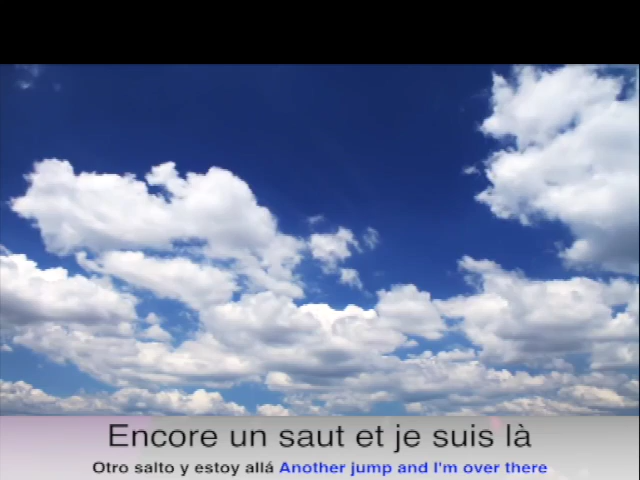 Encore un saut et je suis là
Otro salto y estoy allá Another jump and I'm over there